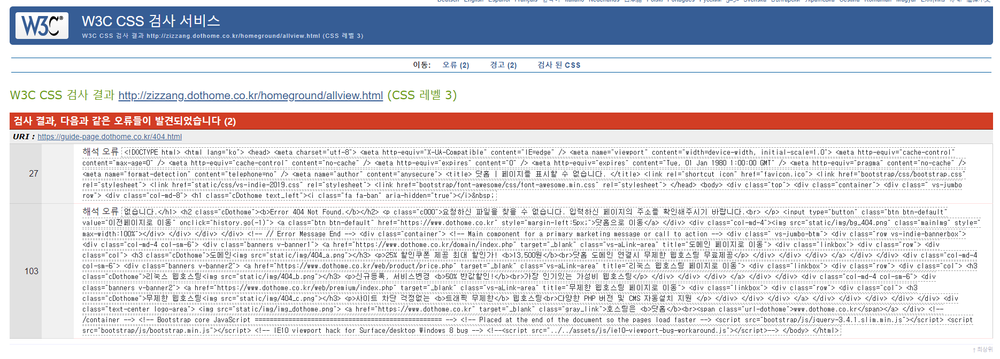 Deutsch English Español Français 한국어 Italiano Nederlands 日本語 Polski Português Русский فارسی Svenska Български Українська Čeština Romanian Magyar Ελληνικά हिन्दी 简体中文
W3C® W3C CSS 검사 서비스
W3C CSS 검사 결과 http://zizzang.dothome.co.kr/homeground/allview.html (CSS 레벨 3)
이동: 오류 (2) 경고 (2) 검사 된 CSS
W3C CSS 검사 결과 http://zizzang.dothome.co.kr/homeground/allview.html (CSS 레벨 3)
검사 결과, 다음과 같은 오류들이 발견되었습니다 (2)
URI : https://guide-page.dothome.co.kr/404.html
해석 오류 <!DOCTYPE html> <html lang="ko"> <head> <meta charset="utf-8"> <meta http-equiv="X-UA-Compatible" content="IE=edge" /> <meta name="viewport" content="width=device-width, initial-scale=1.0"> <meta http-equiv="cache-control"
content="max-age=0" /> <meta http-equiv="cache-control" content="no-cache" /> <meta http-equiv="expires" content="0" /> <meta http-equiv="expires" content="Tue, 01 Jan 1980 1:00:00 GMT" /> <meta http-equiv="pragma" content="no-cache" />
27 <meta name="format-detection" content="telephone=no" /> <meta name="author" content="anysecure"> <title> 닷홈 | 페이지를 표시할 수 없습니다. </title> <link rel="shortcut icon" href="favicon.ico"> <link href="bootstrap/css/bootstrap.css"
rel="stylesheet"> <link href="static/css/vs-indie-2019.css" rel="stylesheet"> <link href="bootstrap/font-awesome/css/font-awesome.min.css" rel="stylesheet"> </head> <body> <div class="top"> <div class="container"> <div class=" vs-jumbo
row"> <div class="col-md-8"> <h1 class="cDothome text_left"><i class="fa fa-ban" aria-hidden="true"></i>&nbsp;
해석 오류 없습니다.</h1> <h2 class="cDothome"><b>Error 404 Not Found.</b></h2> <p class="c000">요청하신 파일을 찾을 수 없습니다. 입력하신 페이지의 주소를 확인해주시기 바랍니다.<br> </p> <input type="button" class="btn btn-default"
value="이전페이지로 이동" onclick="history.go(-1)"> <a class="btn btn-default" href="https://www.dothome.co.kr" style="margin-left:5px;">닷홈으로 이동</a> </div> <div class="col-md-4"><img src="static/img/bg_404.png" class="mainImg" style="
max-width:100%"></div> </div> </div> </div> <!-- // Error Message End --> <div class="container"> <!-- Main component for a primary marketing message or call to action --> <div class=" vs-jumbo-btm"> <div class="row vs-indie-bannerbox">
<div class="col-md-4 col-sm-6"> <div class="banners v-banner1"> <a href="https://www.dothome.co.kr/domain/index.php" target="_blank" class="vs-aLink-area" title="도메인 페이지로 이동"> <div class="linkbox"> <div class="row"> <div
class="col"> <h3 class="cDothome">도메인<img src="static/img/404_a.png"></h3> <p>25% 할인쿠폰 제공 최대 할인가! <b>13,500원</b><br>닷홈 도메인 연결시 무제한 웹호스팅 무료제공</p> </div> </div> </div> </a> </div> </div> <div class="col-md-4
col-sm-6"> <div class="banners v-banner2"> <a href="https://www.dothome.co.kr/web/product/price.php" target="_blank" class="vs-aLink-area" title="리눅스 웹호스팅 페이지로 이동"> <div class="linkbox"> <div class="row"> <div class="col"> <h3
103 class="cDothome">리눅스 웹호스팅<img src="static/img/404_b.png"></h3> <p>신규등록, 서비스변경 <b>50% 반값할인!</b><br>가장 인기있는 가성비 웹호스팅</p> </div> </div> </div> </a> </div> </div> <div class="col-md-4 col-sm-6"> <div
class="banners v-banner2"> <a href="https://www.dothome.co.kr/web/premium/index.php" target="_blank" class="vs-aLink-area" title="무제한 웹호스팅 페이지로 이동"> <div class="linkbox"> <div class="row"> <div class="col"> <h3
class="cDothome">무제한 웹호스팅<img src="static/img/404_c.png"></h3> <p>사이트 차단 걱정없는 <b>트래픽 무제한</b> 웹호스팅<br>다양한 PHP 버전 및 CMS 자동설치 지원 </p> </div> </div> </div> </a> </div> </div> </div> </div> </div> <div
class="text-center logo-area"> <img src="static/img/img_dothome.png"> <a href="https://www.dothome.co.kr" target="_blank" class="gray_link">호스팅은 <b>닷홈</b><br><span class="url-dothome">www.dothome.co.kr</span></a> </div> <!--
/container --> <!-- Bootstrap core JavaScript ================================================== --> <!-- Placed at the end of the document so the pages load faster --> <script src="bootstrap/js/jquery-3.4.1.slim.min.js"></script> <script
src="bootstrap/js/bootstrap.min.js"></script> <!-- IE10 viewport hack for Surface/desktop Windows 8 bug --> <!--<script src="../../assets/js/ie10-viewport-bug-workaround.js"></script>--> </body> </html>
↑ 최상위